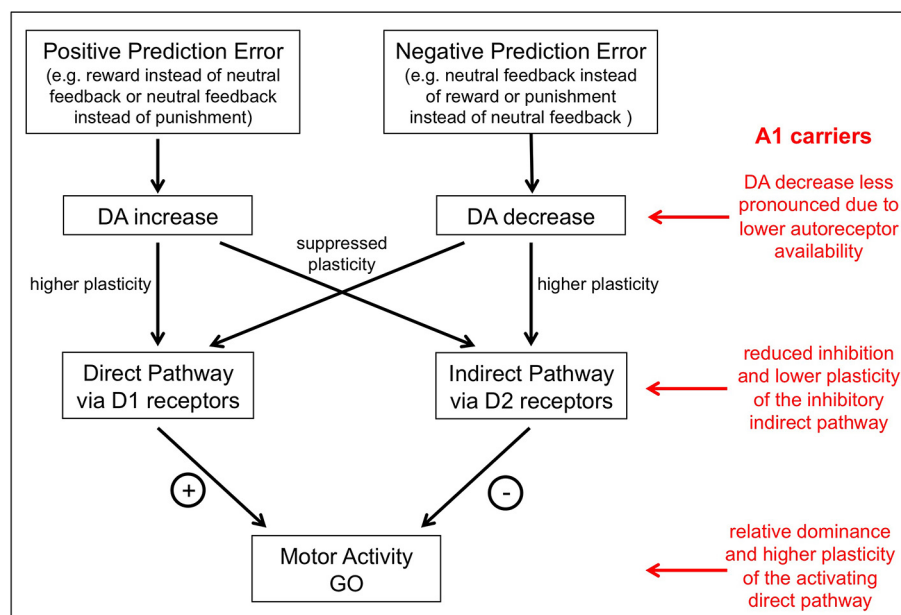 Positive Prediction Error
(e.g. reward instead of neutral
feedback or neutral feedback
instead of punishment)
Negative Prediction Error
(e.g. neutral feedback instead
of reward or punishment
instead of neutral feedback )
A1 carriers
DA increase
DA decrease
DA decrease less
pronounced due to
lower autoreceptor
availability
higher plasticity
suppressed
plasticity
higher plasticity
Direct Pathway
via D1 receptors
Indirect Pathway
via D2 receptors
reduced inhibition
and lower plasticity
of the inhibitory
indirect pathway
+
-
Motor Activity
GO
relative dominance
and higher plasticity
of the activating
direct pathway